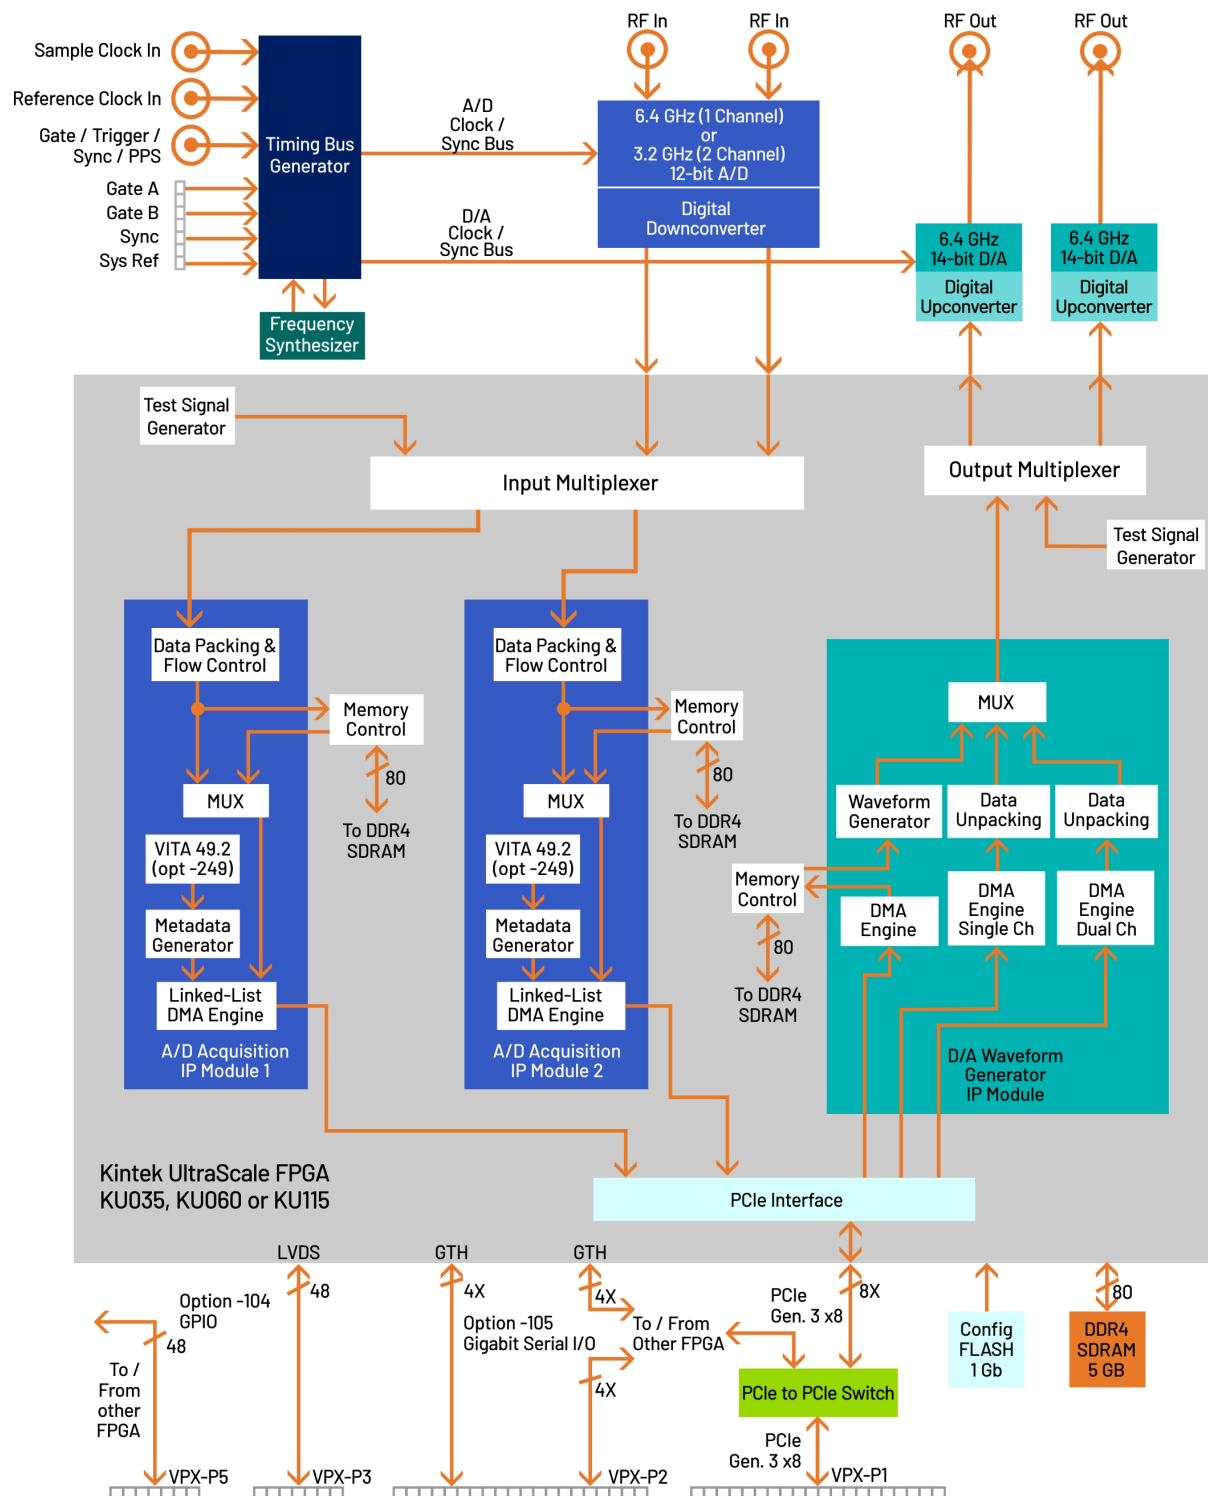 RF In
RF In
RF Out
RF Out
Sample Clock In
Reference Clock In
Gate / Trigger /
Sync / PPS
Gate A
Gate B
Sync
Sys Ref
Timing Bus
Generator
Frequency
Synthesizer
A/D
Clock /
Sync Bus
D/A
Clock /
Sync Bus
6.4 GHz (1 Channel)
or
3.2 GHz (2 Channel)
12-bit A/D
Digital
Downconverter
6.4 GHz
14-bit D/A
Digital
Upconverter
6.4 GHz
14-bit D/A
Digital
Upconverter
Test Signal
Generator
Input Multiplexer
Output Multiplexer
Test Signal
Generator
Data Packing &
Flow Control
Memory
Control
80
To DDR4
SDRAM
MUX
VITA 49.2
(opt -249)
Metadata
Generator
Linked-List
DMA Engine
A/D Acquisition
IP Module 1
Data Packing &
Flow Control
Memory
Control
80
To DDR4
SDRAM
MUX
VITA 49.2
(opt -249)
Metadata
Generator
Linked-List
DMA Engine
A/D Acquisition
IP Module 2
MUX
Waveform
Generator
Data
Unpacking
Data
Unpacking
Memory
Control
80
To DDR4
SDRAM
DMA
Engine
DMA
Engine
Single Ch
DMA
Engine
Dual Ch
D/A Waveform
Generator
IP Module
Kintek UltraScale FPGA
KU035, KU060 or KU115
PCIe Interface
LVDS
GTH
GTH
48
4X
4X
8X
80
Option -104
GPIO
48
To /
From
other
FPGA
Option -105
Gigabit Serial I/O
To / From
Other FPGA
4X
PCIe
Gen. 3 x8
PCIe to PCIe Switch
PCIe
Gen. 3 x8
Config
FLASH
1 Gb
DDR4
SDRAM
5 GB
VPX-P5
VPX-P3
VPX-P2
VPX-P1